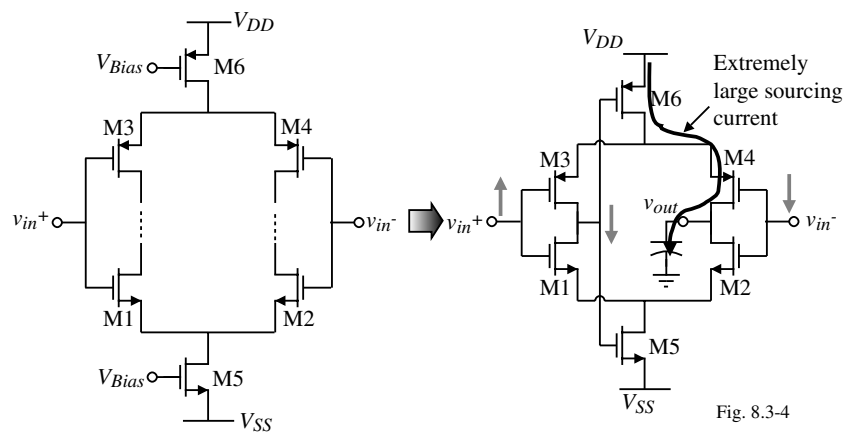 V_DD
V_Bias
M6
M3
M4
v_in+
v_in-
M1
M2
V_Bias
M5
V_SS
V_DD
Extremely
large sourcing
current
M6
M3
M4
v_out
v_in+
v_in-
M1
M2
M5
V_SS
Fig. 8.3-4